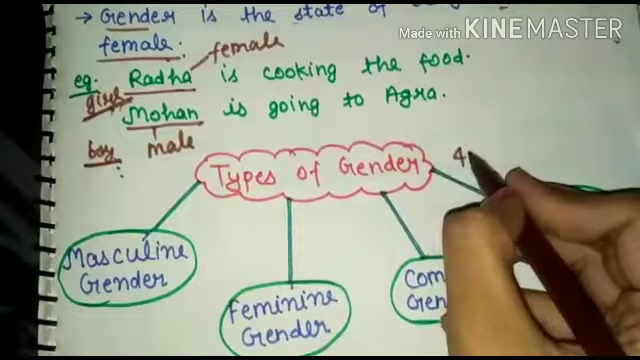 → Gender is the state of
Made with KINEMASTER
female.
female
eg. Radha is cooking the food.
girl
Mohan is going to Agra.
boy male
Types of Gender
4
Masculine
Gender
Feminine
Gender
Com
Gen